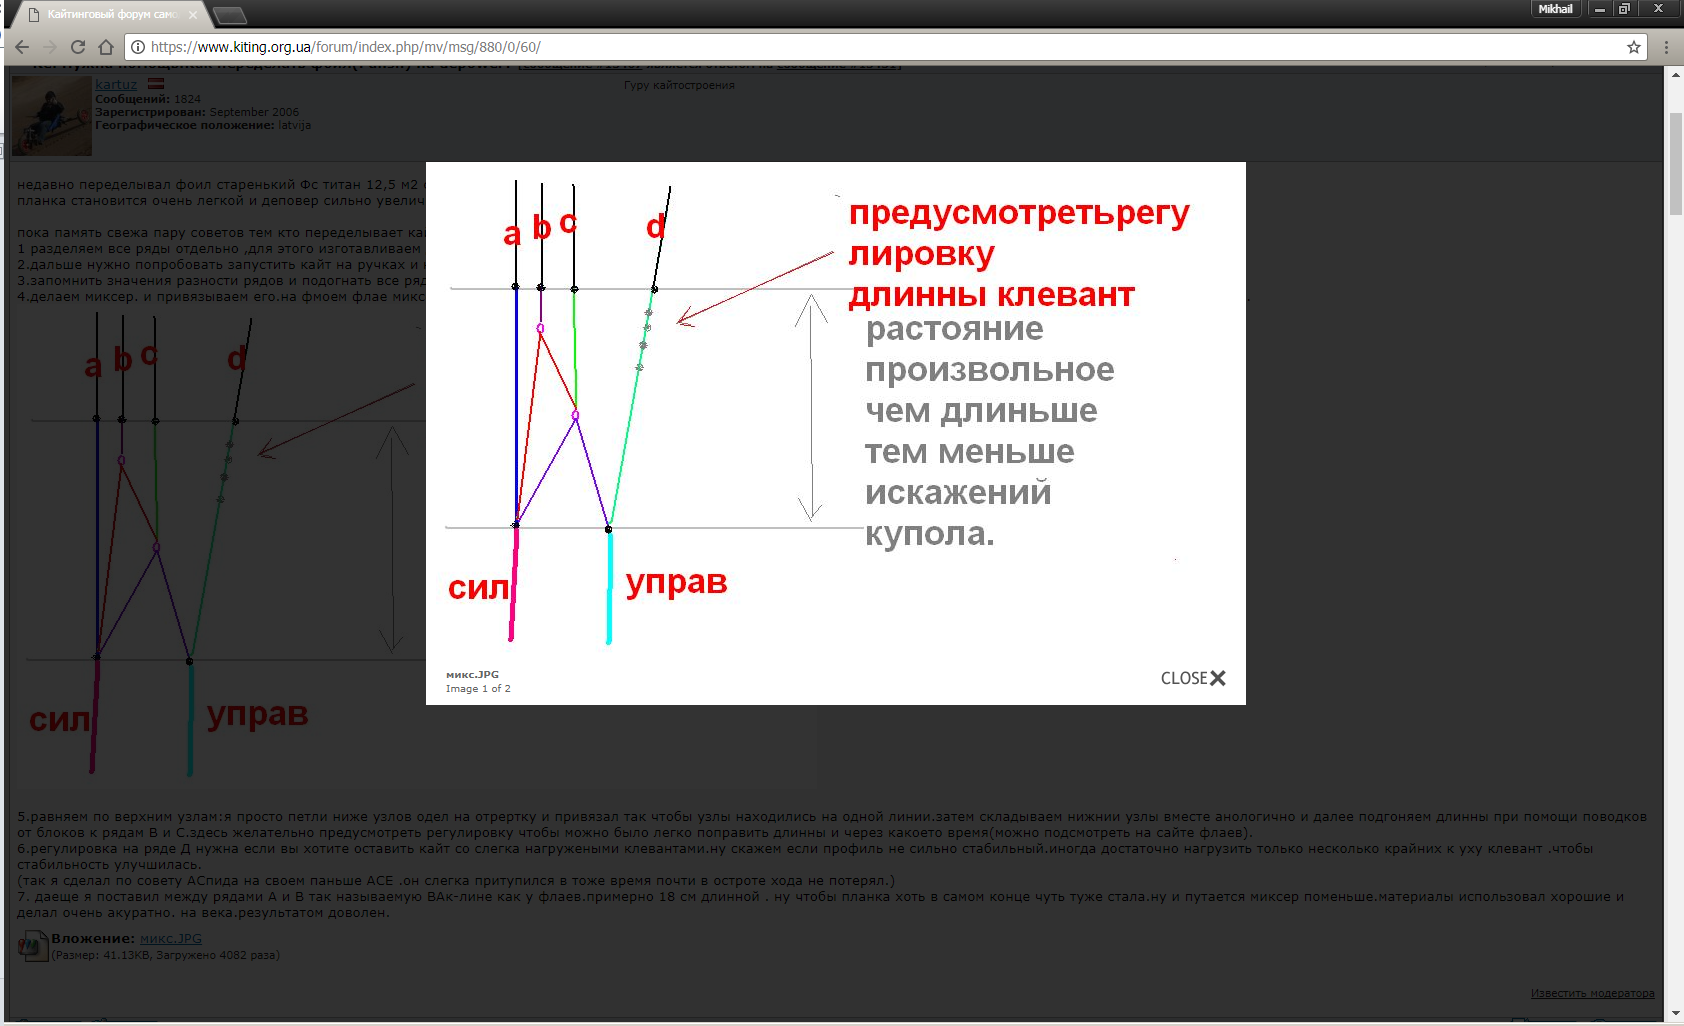 Кайтинговый форум само
Mikhail
https://www.kiting.org.ua/forum/index.php/mv/msg/880/0/60/
kartuz
Гуру кайтостроения
Сообщений: 1824
Зарегистрирован: September 2006
Географическое положение: latvija
недавно переделывал фоил старенький Фс титан 12,5 м2
планка становится очень легкой и деповер сильно увелич
пока память свежа пару советов тем кто переделывает
1 разделяем все ряды отдельно ,для этого изготавливаем
2.дальше нужно попробовать запустить кайт на ручках и
3.запомнить значения разности рядов и подогнать все ряд
4.делаем миксер. и привязываем его.на фмоем флае микс
a b c d
предусмотретьрегу
лировку
длинны клевант
растояние
произвольное
чем длиньше
тем меньше
искажений
купола.
сил управ
микс.JPG
Image 1 of 2
CLOSE
a b c d
сил управ
5.равняем по верхним узлам:я просто петли ниже узлов одел на отрертку и привязал так чтобы узлы находились на одной линии.затем складываем нижнии узлы вместе анологично и далее подгоняем длинны при помощи поводков
от блоков к рядам В и С.здесь желательно предусмотреть регулировку чтобы можно было легко поправить длинны и через какоето время(можно подсмотреть на сайте флаев).
6.регулировка на ряде Д нужна если вы хотите оставить кайт со слегка нагружеными клевантами.ну скажем если профиль не сильно стабильный.иногда достаточно нагрузить только несколько крайних к уху клевант .чтобы
стабильность улучшилась.
(так я сделал по совету АСпида на своем паньше АСЕ .он слегка притупился в тоже время почти в остроте хода не потерял.)
7. даеще я поставил между рядами А и В так называемую ВАк-лине как у флаев.примерно 18 см длинной . ну чтобы планка хоть в самом конце чуть туже стала.ну и путается миксер поменьше.материалы использовал хорошие и
делал очень акуратно. на века.результатом доволен.
Вложение: микс.JPG
(Размер: 41.13KB, Загружено 4082 раза)
Известить модератора